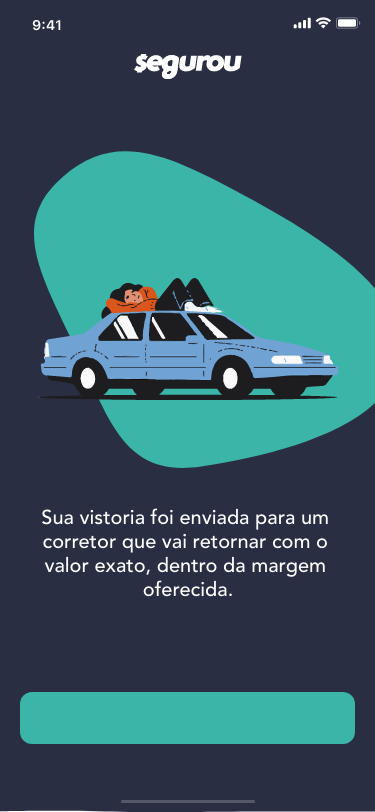 9:41
segurou
Sua vistoria foi enviada para um
corretor que vai retornar com o
valor exato, dentro da margem
oferecida.